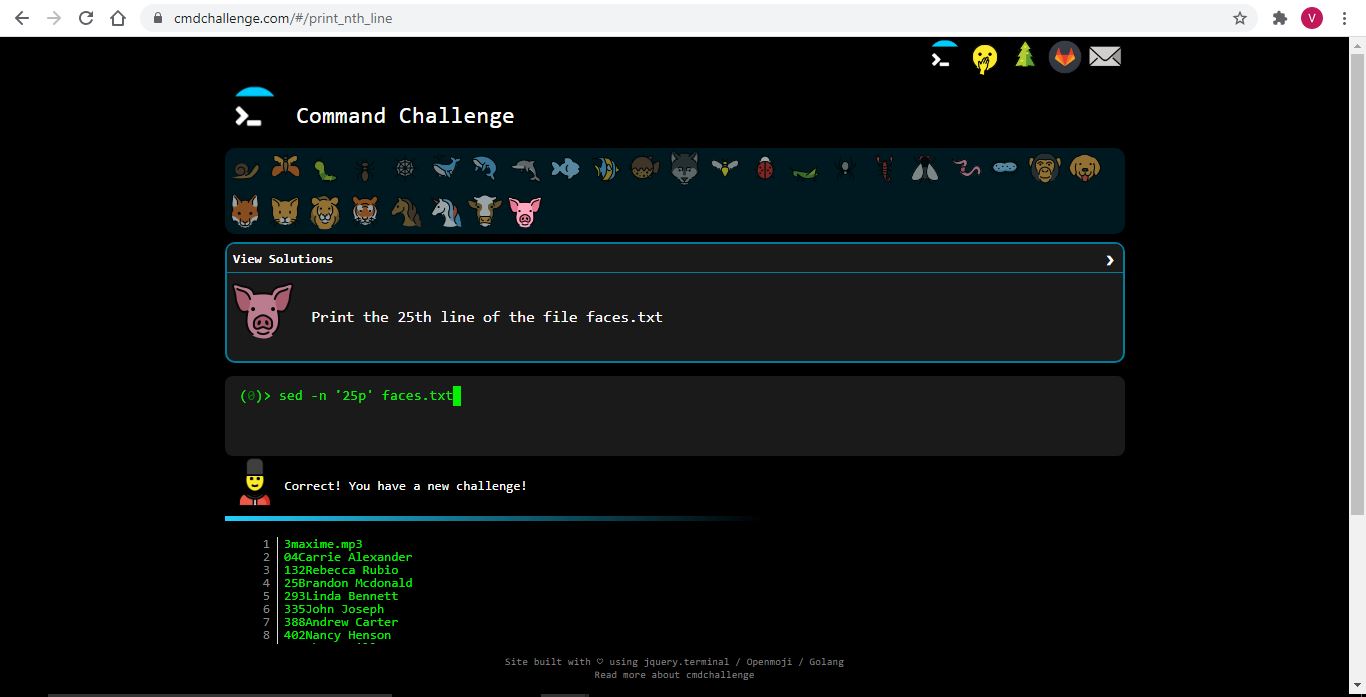 cmdchallenge.com/#/print_nth_line
V
Command Challenge
View Solutions
Print the 25th line of the file faces.txt
(0)> sed -n '25p' faces.txt
Correct! You have a new challenge!
1 3maxime.mp3
2 04Carrie Alexander
3 132Rebecca Rubio
4 25Brandon Mcdonald
5 293Linda Bennett
6 335John Joseph
7 388Andrew Carter
8 402Nancy Henson
Site built with ♡ using jquery.terminal / Openmoji / Golang
Read more about cmdchallenge